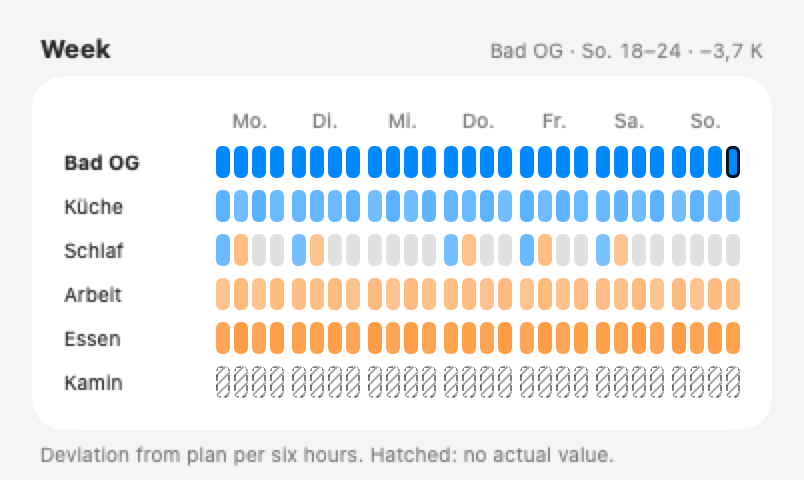 Week
Bad OG · So. 18–24 · −3,7 K
Mo. Di. Mi. Do. Fr. Sa. So.
Bad OG
Küche
Schlaf
Arbeit
Essen
Kamin
Deviation from plan per six hours. Hatched: no actual value.